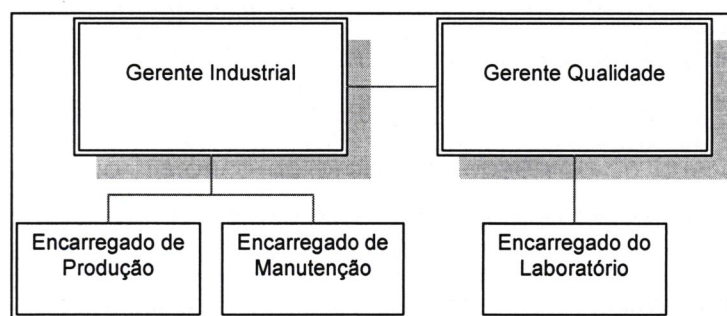 Gerente Industrial
Gerente Qualidade
Encarregado de
Produção
Encarregado de
Manutenção
Encarregado do
Laboratório